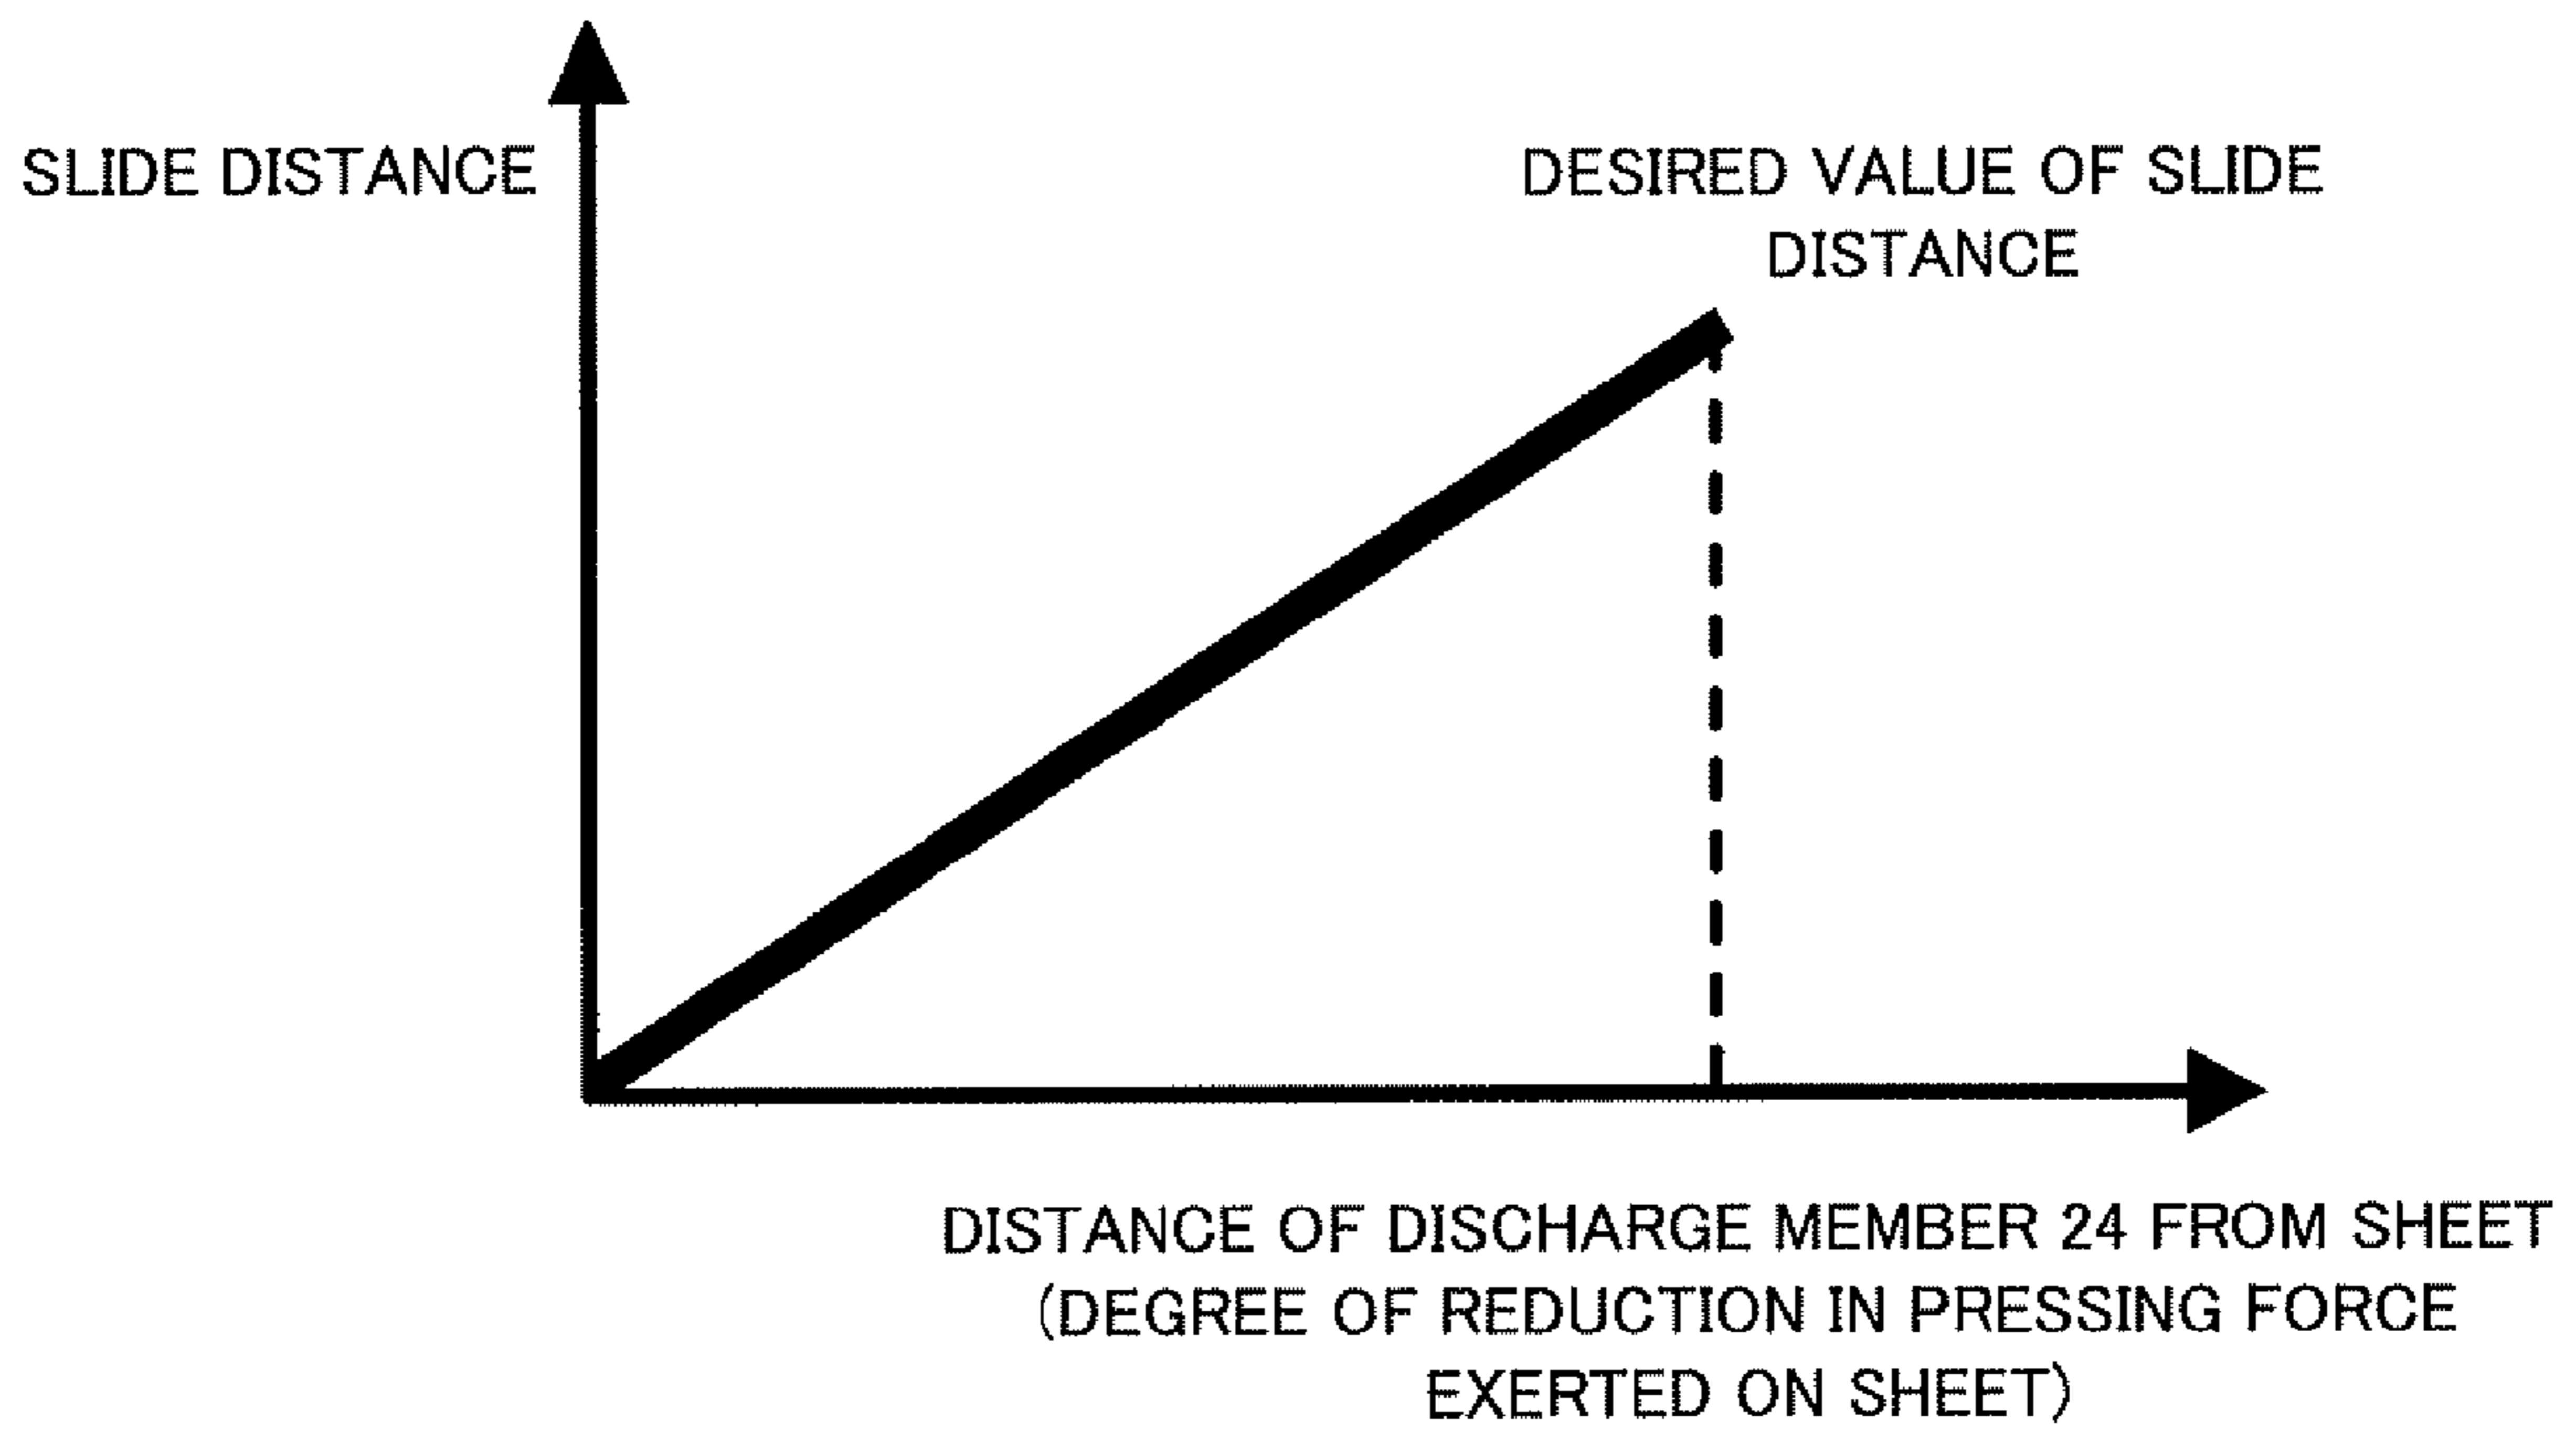 SLIDE DISTANCE
DESIRED VALUE OF SLIDE
DISTANCE
DISTANCE OF DISCHARGE MEMBER 24 FROM SHEET
(DEGREE OF REDUCTION IN PRESSING FORCE
EXERTED ON SHEET)